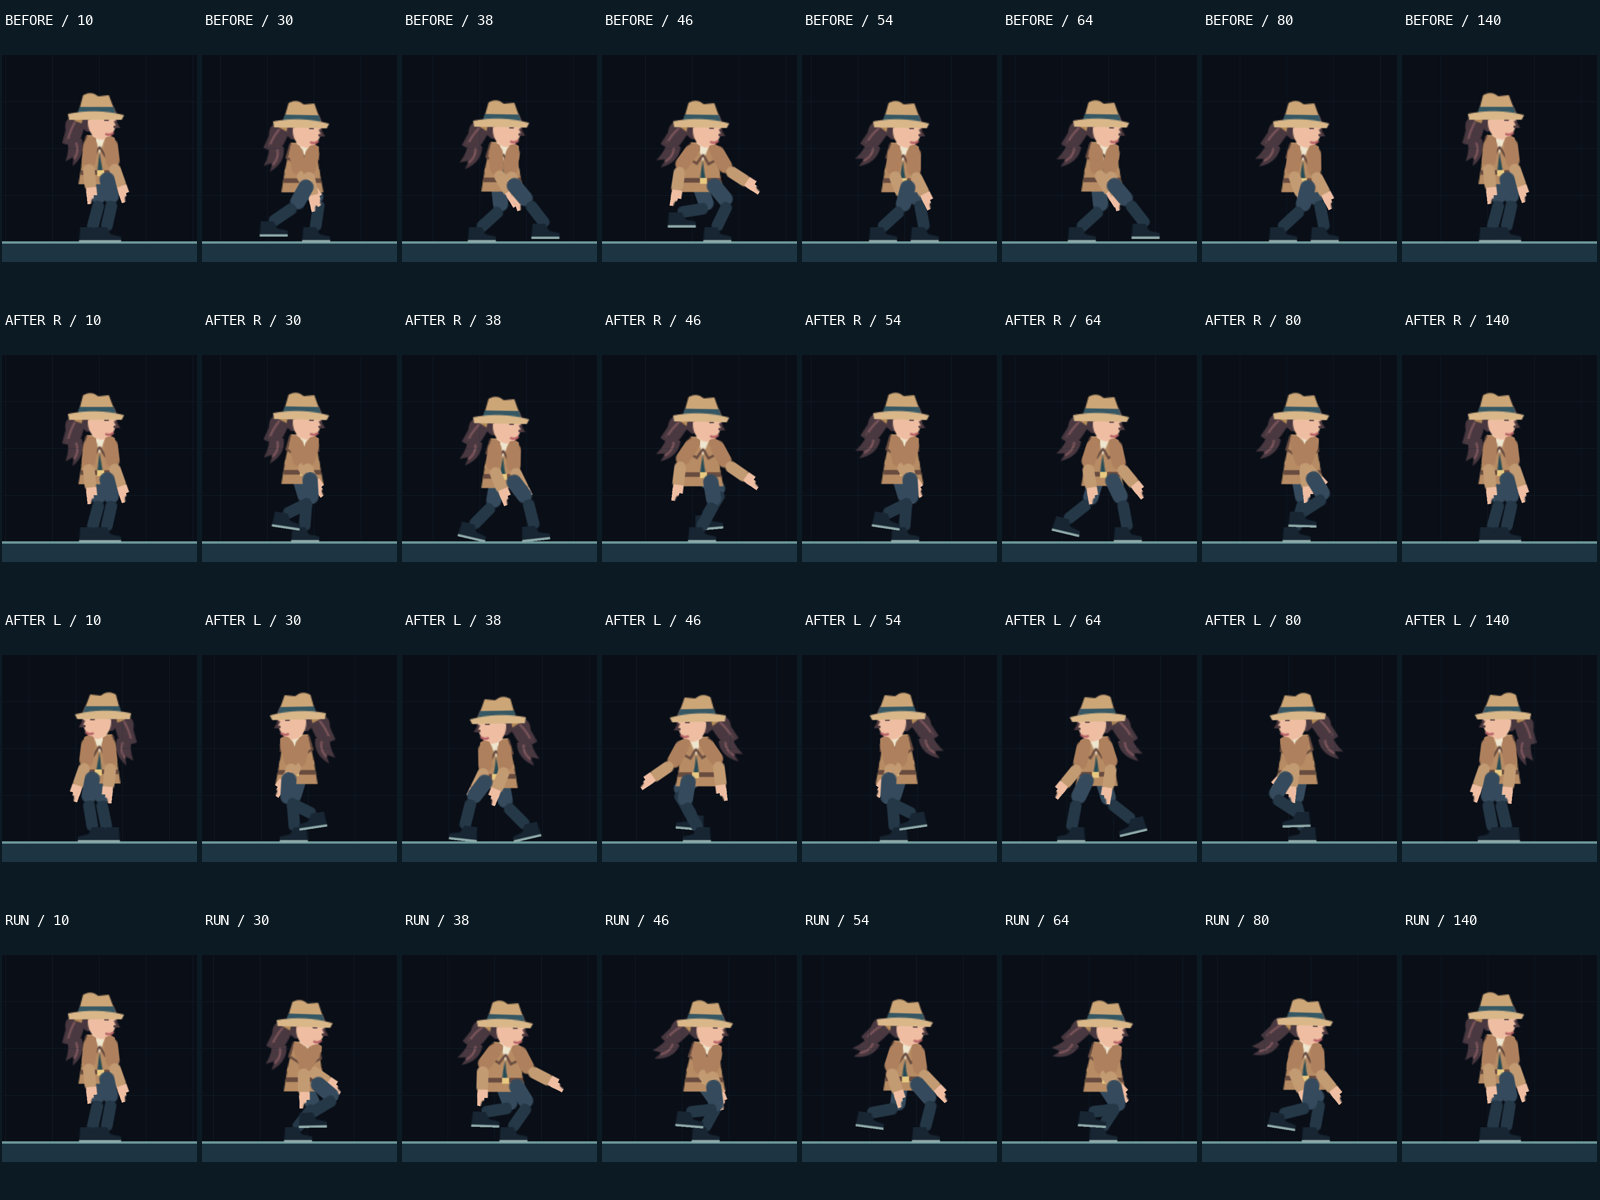 BEFORE / 10 BEFORE / 30 BEFORE / 38 BEFORE / 46 BEFORE / 54 BEFORE / 64 BEFORE / 80 BEFORE / 140
AFTER R / 10 AFTER R / 30 AFTER R / 38 AFTER R / 46 AFTER R / 54 AFTER R / 64 AFTER R / 80 AFTER R / 140
AFTER L / 10 AFTER L / 30 AFTER L / 38 AFTER L / 46 AFTER L / 54 AFTER L / 64 AFTER L / 80 AFTER L / 140
RUN / 10 RUN / 30 RUN / 38 RUN / 46 RUN / 54 RUN / 64 RUN / 80 RUN / 140